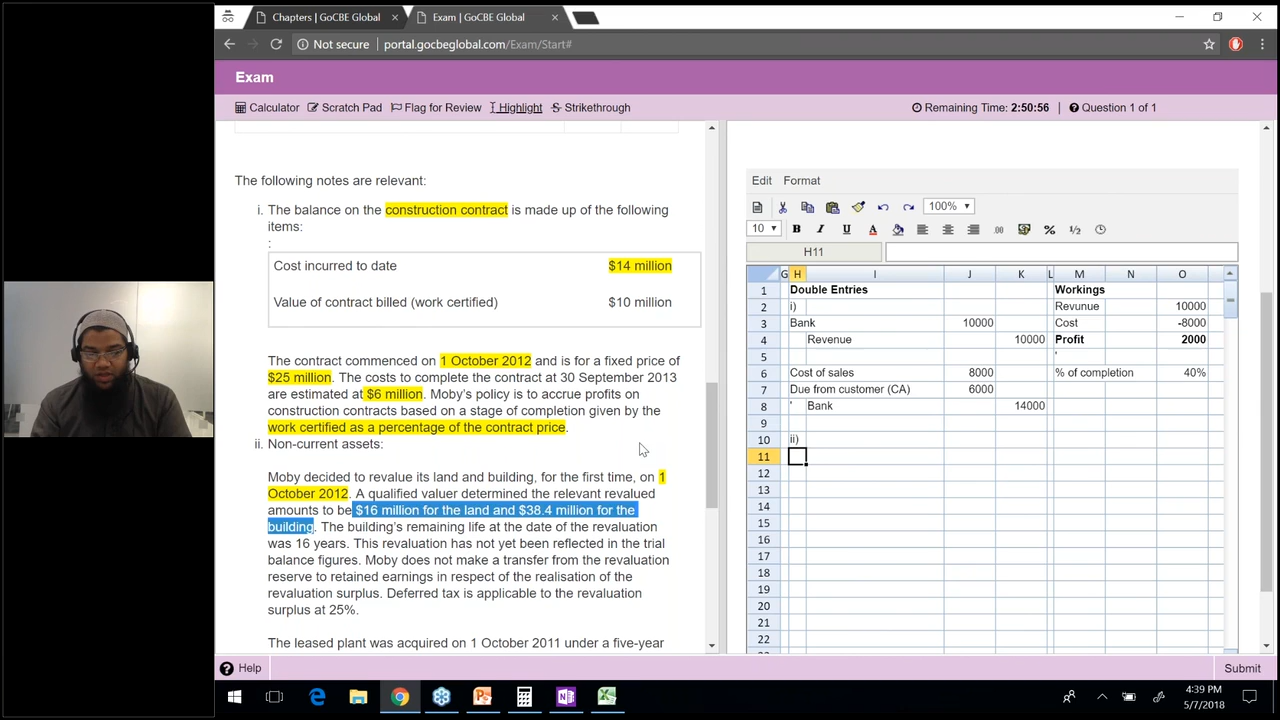 Chapters | GoCBE Global
Exam | GoCBE Global
Not secure | portal.gocbeglobal.com/Exam/Start#
Exam
Calculator Scratch Pad Flag for Review Highlight Strikethrough Remaining Time: 2:50:56 Question 1 of 1
The following notes are relevant:
i. The balance on the construction contract is made up of the following
items:
:
Cost incurred to date $14 million
Value of contract billed (work certified) $10 million
The contract commenced on 1 October 2012 and is for a fixed price of
$25 million. The costs to complete the contract at 30 September 2013
are estimated at $6 million. Moby's policy is to accrue profits on
construction contracts based on a stage of completion given by the
work certified as a percentage of the contract price.
ii. Non-current assets:
Moby decided to revalue its land and building, for the first time, on 1
October 2012. A qualified valuer determined the relevant revalued
amounts to be $16 million for the land and $38.4 million for the
building. The building's remaining life at the date of the revaluation
was 16 years. This revaluation has not yet been reflected in the trial
balance figures. Moby does not make a transfer from the revaluation
reserve to retained earnings in respect of the realisation of the
revaluation surplus. Deferred tax is applicable to the revaluation
surplus at 25%.
The leased plant was acquired on 1 October 2011 under a five-year
Edit Format
100%
10 B I U A .00 % 1/2
H11
G H I J K L M N O
1 Double Entries Workings
2 i) Revunue 10000
3 Bank 10000 Cost -8000
4 Revenue 10000 Profit 2000
5 '
6 Cost of sales 8000 % of completion 40%
7 Due from customer (CA) 6000
8 ' Bank 14000
9
10 ii)
11
12
13
14
15
16
17
18
19
20
21
22
Help Submit
4:39 PM
5/7/2018